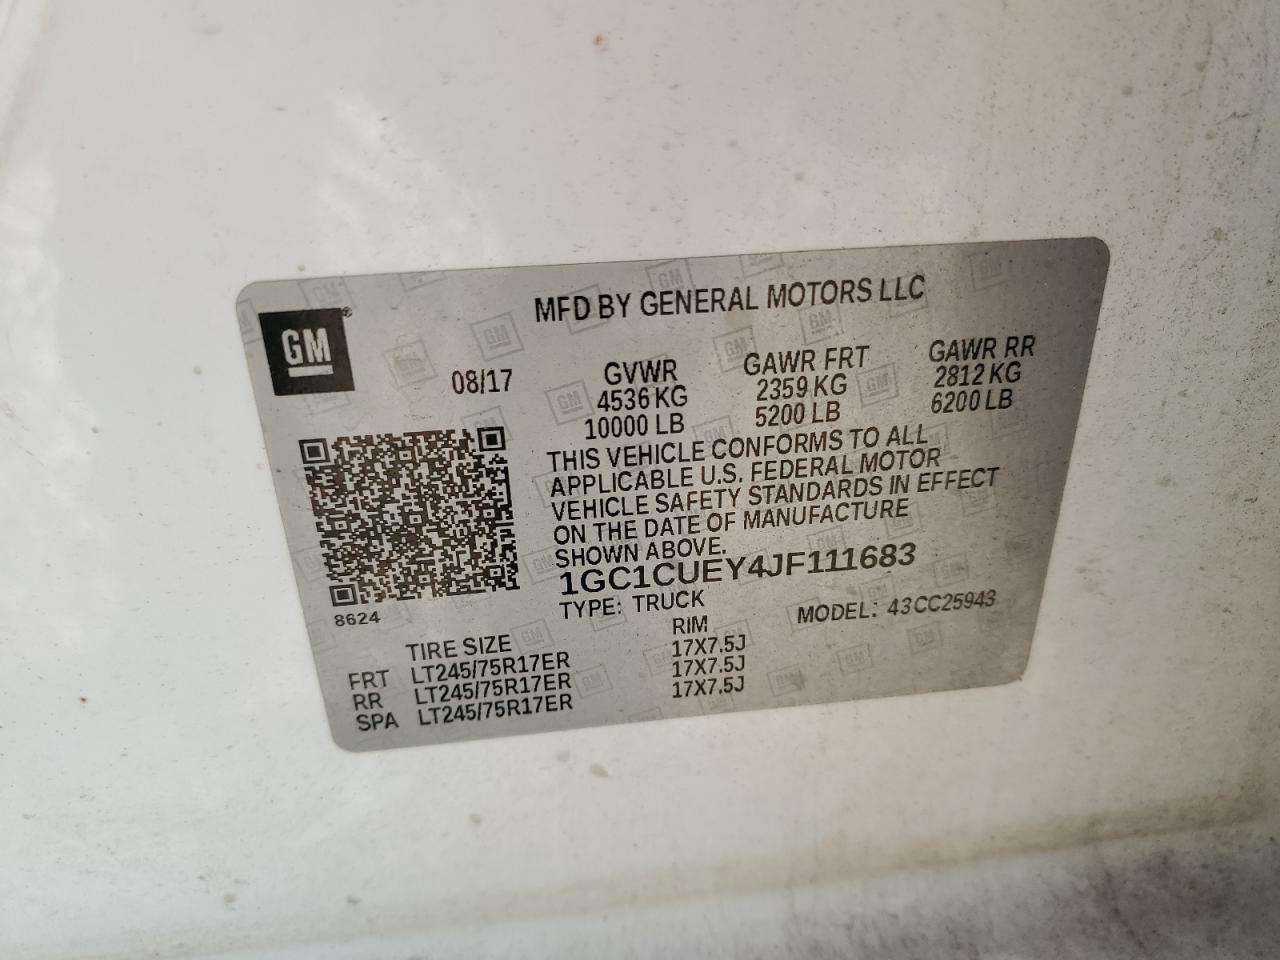 GM®
MFD BY GENERAL MOTORS LLC
08/17
GVWR GAWR FRT GAWR RR
4536 KG 2359 KG 2812 KG
10000 LB 5200 LB 6200 LB
THIS VEHICLE CONFORMS TO ALL
APPLICABLE U.S. FEDERAL MOTOR
VEHICLE SAFETY STANDARDS IN EFFECT
ON THE DATE OF MANUFACTURE
SHOWN ABOVE.
1GC1CUEY4JF111683
8624
TYPE: TRUCK MODEL: 43CC25943
TIRE SIZE RIM
FRT LT245/75R17ER 17X7.5J
RR LT245/75R17ER 17X7.5J
SPA LT245/75R17ER 17X7.5J